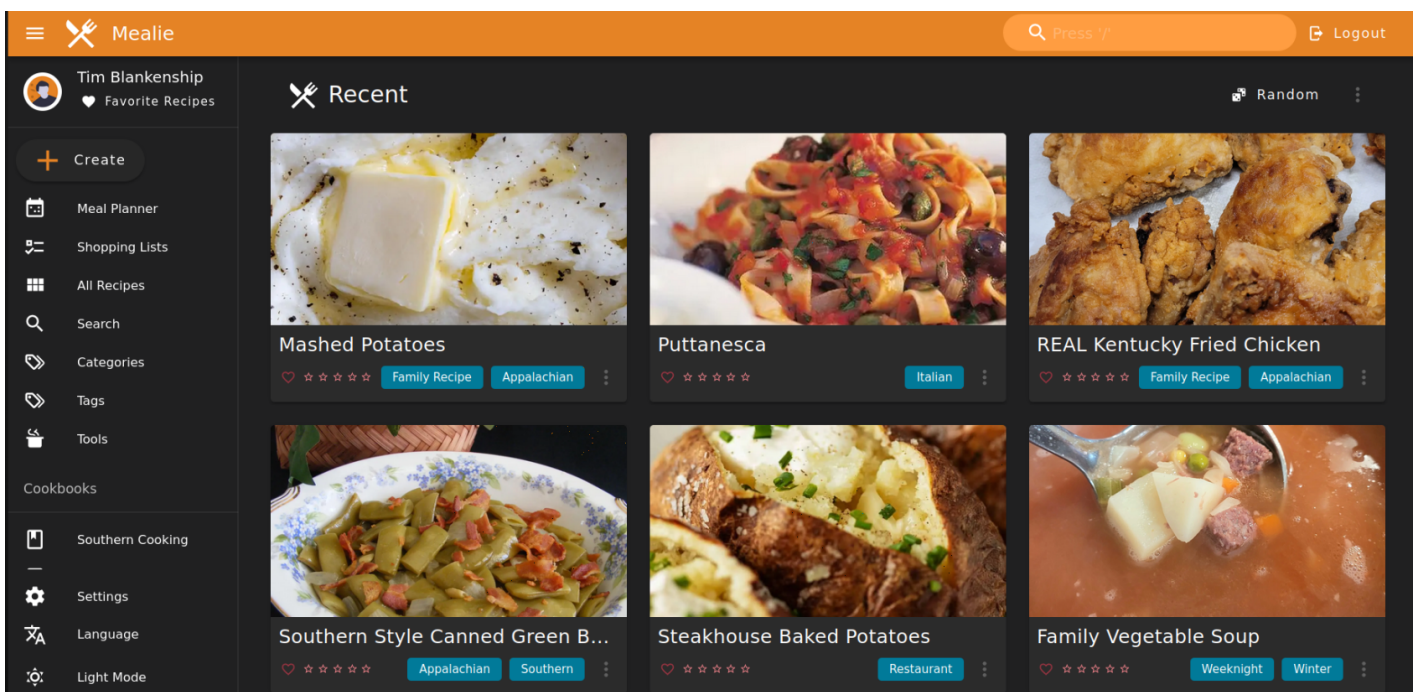 Mealie
Press '/'
Logout
Tim Blankenship
Favorite Recipes
Create
Meal Planner
Shopping Lists
All Recipes
Search
Categories
Tags
Tools
Cookbooks
Southern Cooking
Settings
Language
Light Mode
Recent
Random
Mashed Potatoes
Family Recipe Appalachian
Puttanesca
Italian
REAL Kentucky Fried Chicken
Family Recipe Appalachian
Southern Style Canned Green B...
Appalachian Southern
Steakhouse Baked Potatoes
Restaurant
Family Vegetable Soup
Weeknight Winter